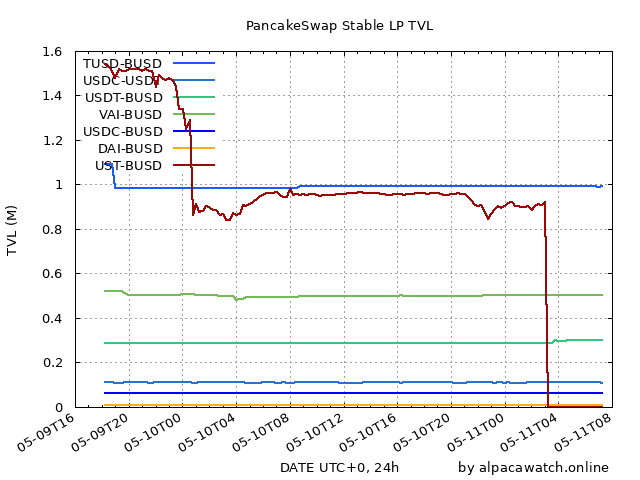 PancakeSwap Stable LP TVL
TVL (M)
1.6
1.4
1.2
1
0.8
0.6
0.4
0.2
0
TUSD-BUSD
USDC-USDT
USDT-BUSD
VAI-BUSD
USDC-BUSD
DAI-BUSD
UST-BUSD
05-09T16
05-09T20
05-10T00
05-10T04
05-10T08
05-10T12
05-10T16
05-10T20
05-11T00
05-11T04
05-11T08
DATE UTC+0, 24h
by alpacawatch.online